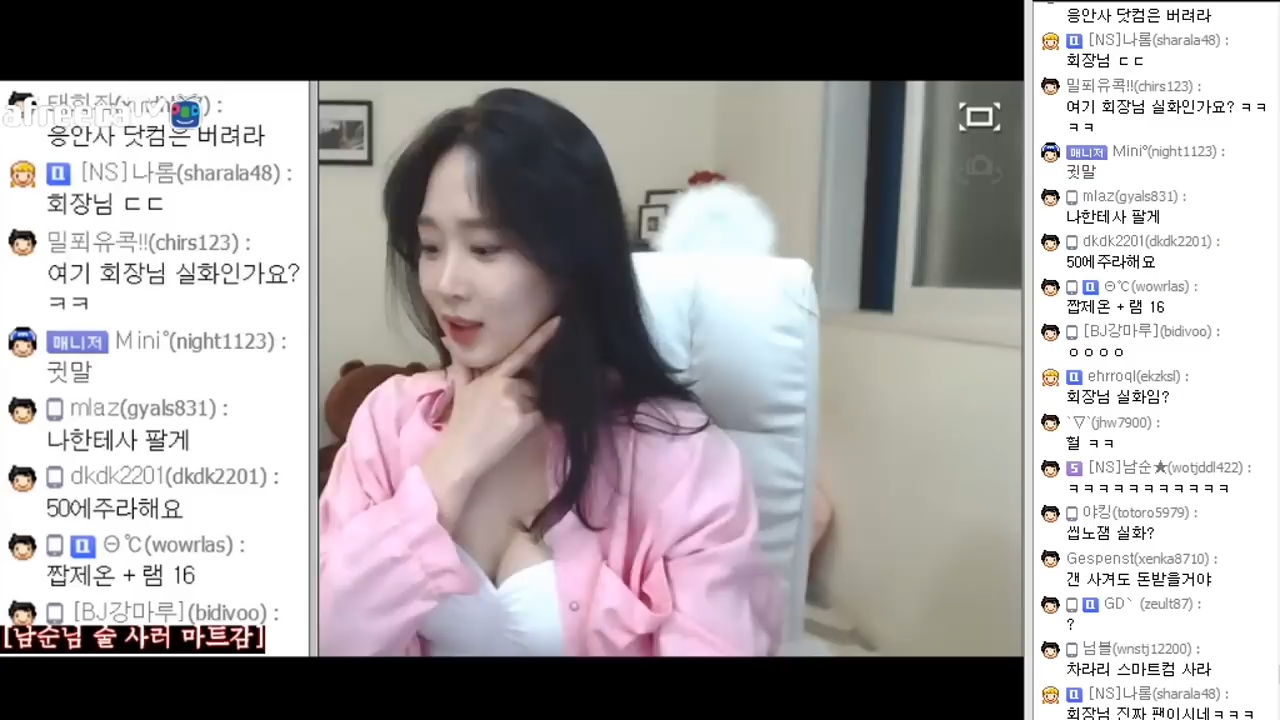 afreeca
응안사 닷컴은 버려라
[NS]나롬(sharala48) :
회장님 ㄷㄷ
밀푀유콕!!(chirs123) :
여기 회장님 실화인가요?
ㅋㅋ
매니저 Mini°(night1123) :
귓말
mlaz(gyals831) :
나한테사 팔게
dkdk2201(dkdk2201) :
50에주라해요
Θ℃(wowrlas) :
짭제온 + 램 16
[BJ강마루](bidivoo) :
[남순님 술 사러 마트감]
응안사 닷컴은 버려라
[NS]나롬(sharala48) :
회장님 ㄷㄷ
밀푀유콕!!(chirs123) :
여기 회장님 실화인가요? ㅋㅋ
ㅋㅋ
매니저 Mini°(night1123) :
귓말
mlaz(gyals831) :
나한테사 팔게
dkdk2201(dkdk2201) :
50에주라해요
Θ℃(wowrlas) :
짭제온 + 램 16
[BJ강마루](bidivoo) :
ㅇㅇㅇㅇ
ehrroql(ekzksl) :
회장님 실화임?
`▽`(jhw7900) :
헐 ㅋㅋ
S [NS]남순★(wotjddl422) :
ㅋㅋㅋㅋㅋㅋㅋㅋㅋㅋㅋ
야킹(totoro5979) :
씹노잼 실화?
Gespenst(xenka8710) :
걘 사겨도 돈받을거야
GD` (zeult87) :
?
넘블(wnstj12200) :
차라리 스마트컴 사라
[NS]나롬(sharala48) :
회장님 진짜 팬이시네ㅋㅋㅋ